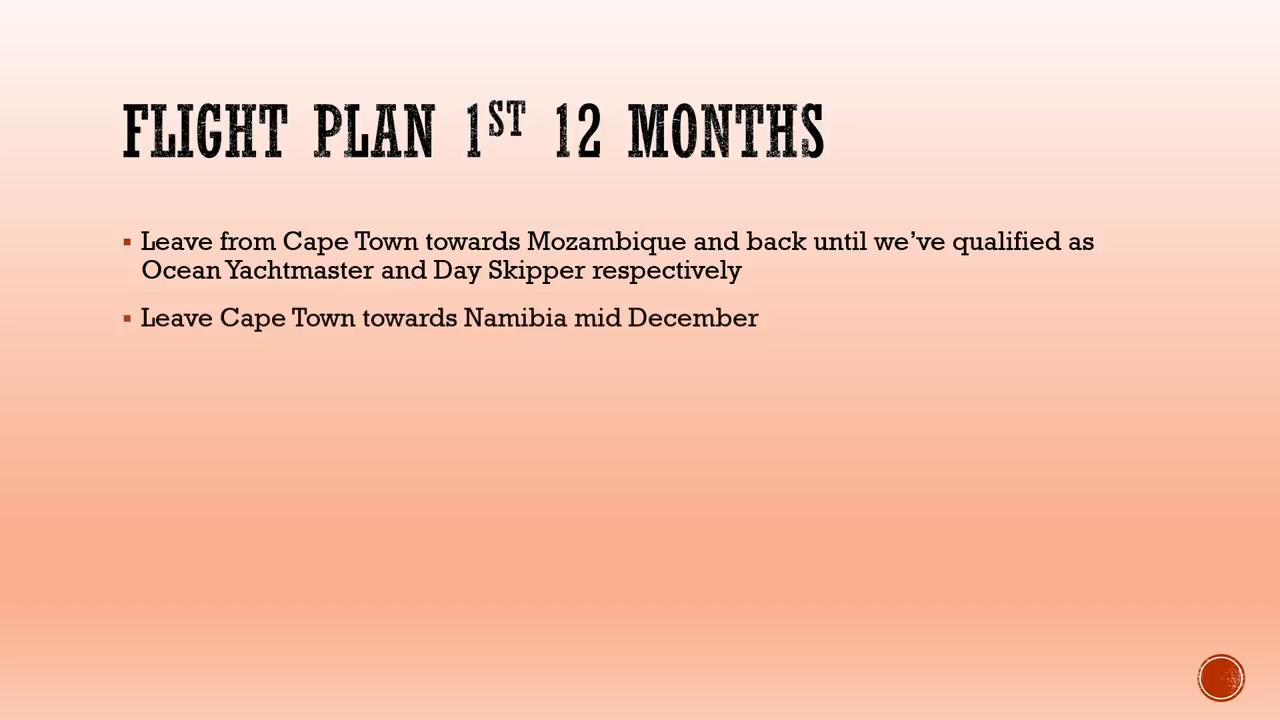 FLIGHT PLAN 1ST 12 MONTHS
▪ Leave from Cape Town towards Mozambique and back until we’ve qualified as
Ocean Yachtmaster and Day Skipper respectively
▪ Leave Cape Town towards Namibia mid December